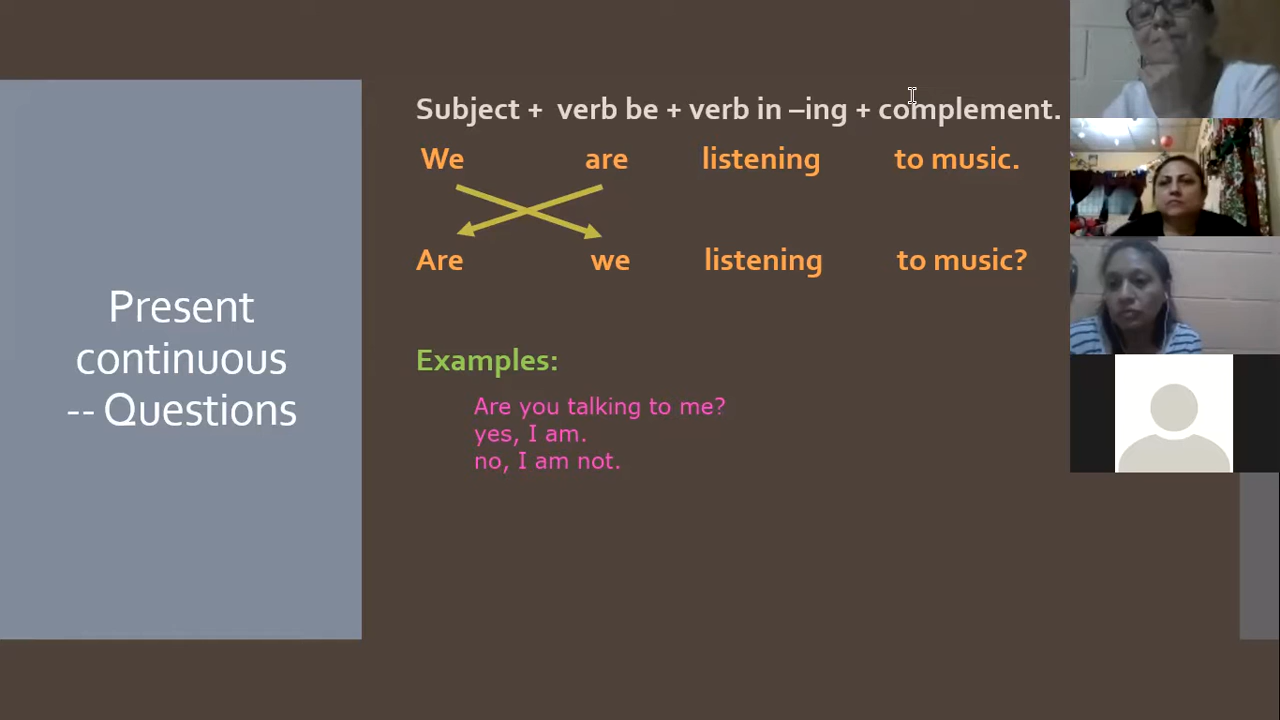 Present
continuous
-- Questions
Subject + verb be + verb in –ing + complement.
We are listening to music.
Are we listening to music?
Examples:
Are you talking to me?
yes, I am.
no, I am not.